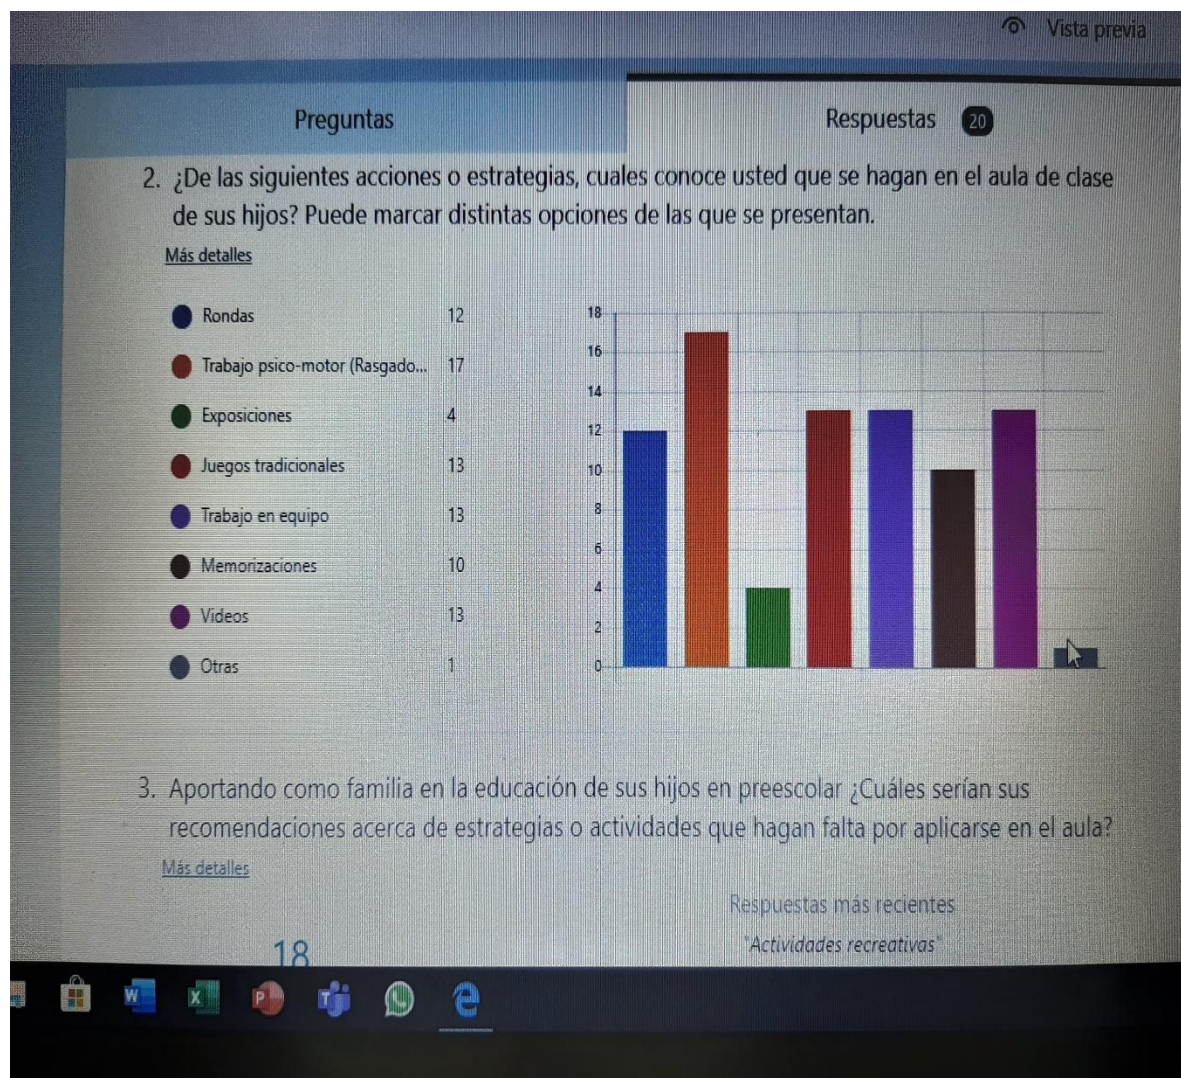 Vista previa
Preguntas
Respuestas 20
2. ¿De las siguientes acciones o estrategias, cuales conoce usted que se hagan en el aula de clase
de sus hijos? Puede marcar distintas opciones de las que se presentan.
Más detalles
Rondas 12
Trabajo psico-motor (Rasgado... 17
Exposiciones 4
Juegos tradicionales 13
Trabajo en equipo 13
Memorizaciones 10
Videos 13
Otras 1
18
16
14
12
10
8
6
4
2
0
3. Aportando como familia en la educación de sus hijos en preescolar ¿Cuáles serían sus
recomendaciones acerca de estrategias o actividades que hagan falta por aplicarse en el aula?
Más detalles
18
Respuestas más recientes
"Actividades recreativas"
W X P T